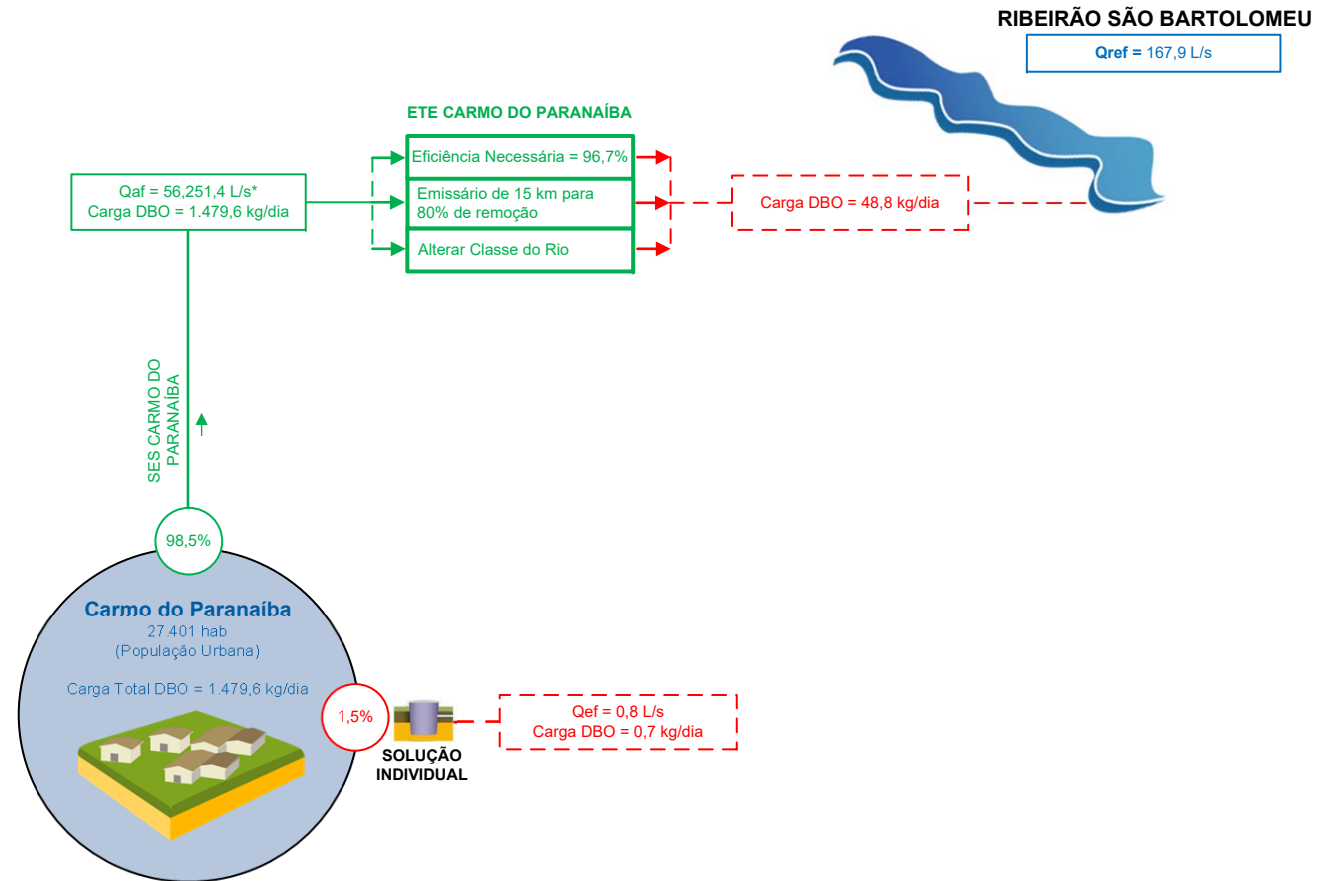 RIBEIRÃO SÃO BARTOLOMEU
Qref = 167,9 L/s
ETE CARMO DO PARANAÍBA
Eficiência Necessária = 96,7%
Emissário de 15 km para
80% de remoção
Alterar Classe do Rio
Qaf = 56,251,4 L/s*
Carga DBO = 1.479,6 kg/dia
Carga DBO = 48,8 kg/dia
SES CARMO DO
PARANAÍBA
98,5%
Carmo do Paranaíba
27.401 hab
(População Urbana)
Carga Total DBO = 1.479,6 kg/dia
1,5%
SOLUÇÃO
INDIVIDUAL
Qef = 0,8 L/s
Carga DBO = 0,7 kg/dia